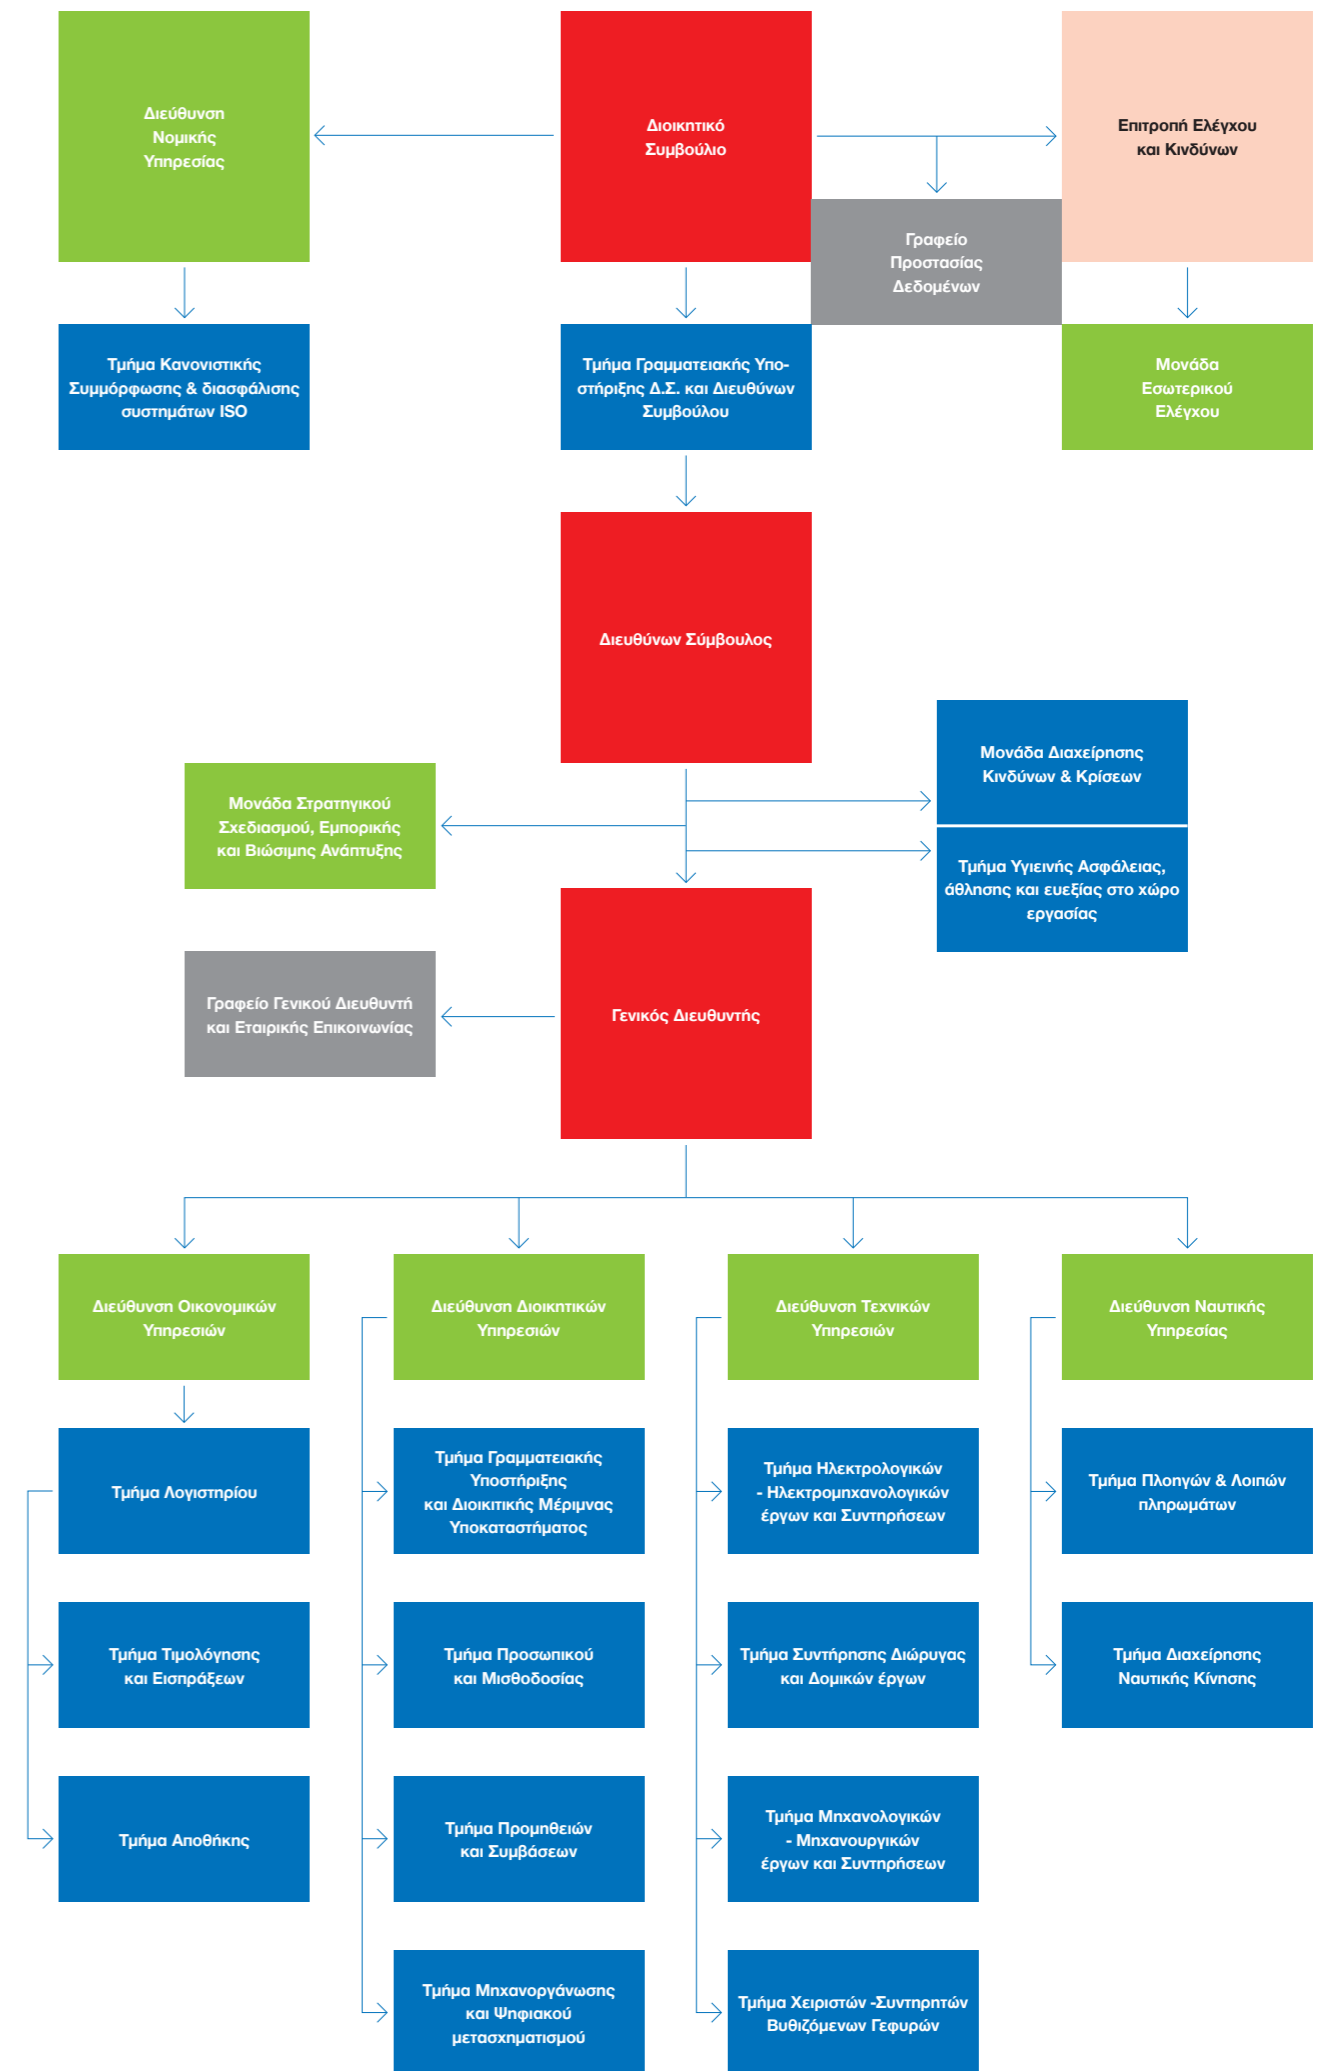 Διεύθυνση
Νομικής
Υπηρεσίας
Διοικητικό
Συμβούλιο
Επιτροπή Ελέγχου
και Κινδύνων
Γραφείο
Προστασίας
Δεδομένων
Τμήμα Κανονιστικής
Συμμόρφωσης & διασφάλισης
συστημάτων ISO
Τμήμα Γραμματειακής Υπο-
στήριξης Δ.Σ. και Διευθύνων
Συμβούλου
Μονάδα
Εσωτερικού
Ελέγχου
Διευθύνων Σύμβουλος
Μονάδα Διαχείρησης
Κινδύνων & Κρίσεων
Μονάδα Στρατηγικού
Σχεδιασμού, Εμπορικής
και Βιώσιμης Ανάπτυξης
Τμήμα Υγιεινής Ασφάλειας,
άθλησης και ευεξίας στο χώρο
εργασίας
Γραφείο Γενικού Διευθυντή
και Εταιρικής Επικοινωνίας
Γενικός Διευθυντής
Διεύθυνση Οικονομικών
Υπηρεσιών
Διεύθυνση Διοικητικών
Υπηρεσιών
Διεύθυνση Τεχνικών
Υπηρεσιών
Διεύθυνση Ναυτικής
Υπηρεσίας
Τμήμα Λογιστηρίου
Τμήμα Γραμματειακής
Υποστήριξης
και Διοικιτικής Μέριμνας
Υποκαταστήματος
Τμήμα Ηλεκτρολογικών
- Ηλεκτρομηχανολογικών
έργων και Συντηρήσεων
Τμήμα Πλοηγών & Λοιπών
πληρωμάτων
Τμήμα Τιμολόγησης
και Εισπράξεων
Τμήμα Προσωπικού
και Μισθοδοσίας
Τμήμα Συντήρησης Διώρυγας
και Δομικών έργων
Τμήμα Διαχείρησης
Ναυτικής Κίνησης
Τμήμα Αποθήκης
Τμήμα Προμηθειών
και Συμβάσεων
Τμήμα Μηχανολογικών
- Μηχανουργικών
έργων και Συντηρήσεων
Τμήμα Μηχανοργάνωσης
και Ψηφιακού
μετασχηματισμού
Τμήμα Χειριστών -Συντηρητών
Βυθιζόμενων Γεφυρών